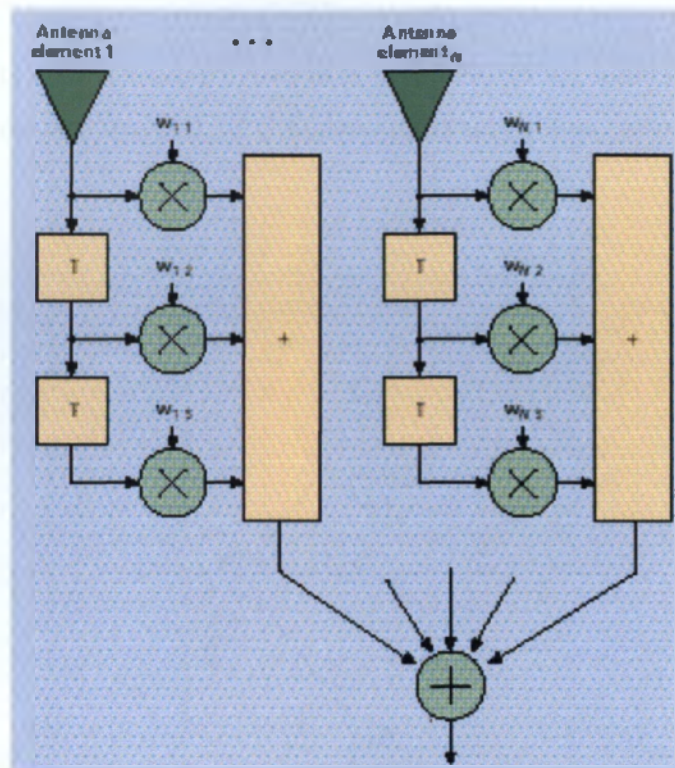 Antenna element 1
• • •
Antenna element N
w1 1
wN 1
T
T
w1 2
wN 2
+
+
T
T
w1 3
wN 3